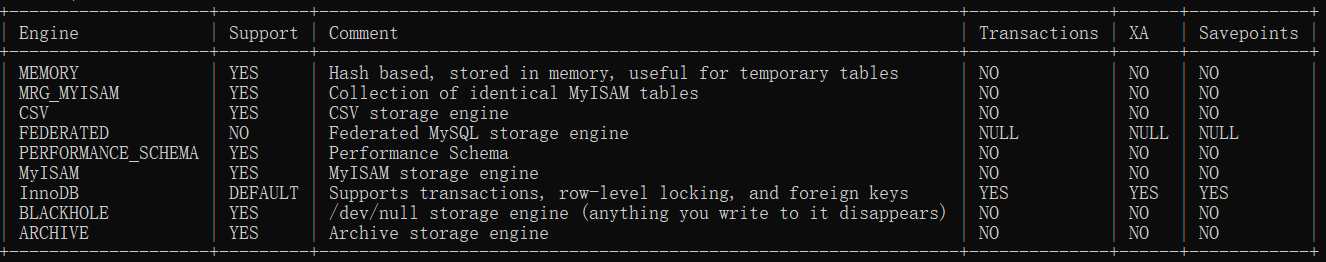 Engine | Support | Comment | Transactions | XA | Savepoints
MEMORY | YES | Hash based, stored in memory, useful for temporary tables | NO | NO | NO
MRG_MYISAM | YES | Collection of identical MyISAM tables | NO | NO | NO
CSV | YES | CSV storage engine | NO | NO | NO
FEDERATED | NO | Federated MySQL storage engine | NULL | NULL | NULL
PERFORMANCE_SCHEMA | YES | Performance Schema | NO | NO | NO
MyISAM | YES | MyISAM storage engine | NO | NO | NO
InnoDB | DEFAULT | Supports transactions, row-level locking, and foreign keys | YES | YES | YES
BLACKHOLE | YES | /dev/null storage engine (anything you write to it disappears) | NO | NO | NO
ARCHIVE | YES | Archive storage engine | NO | NO | NO